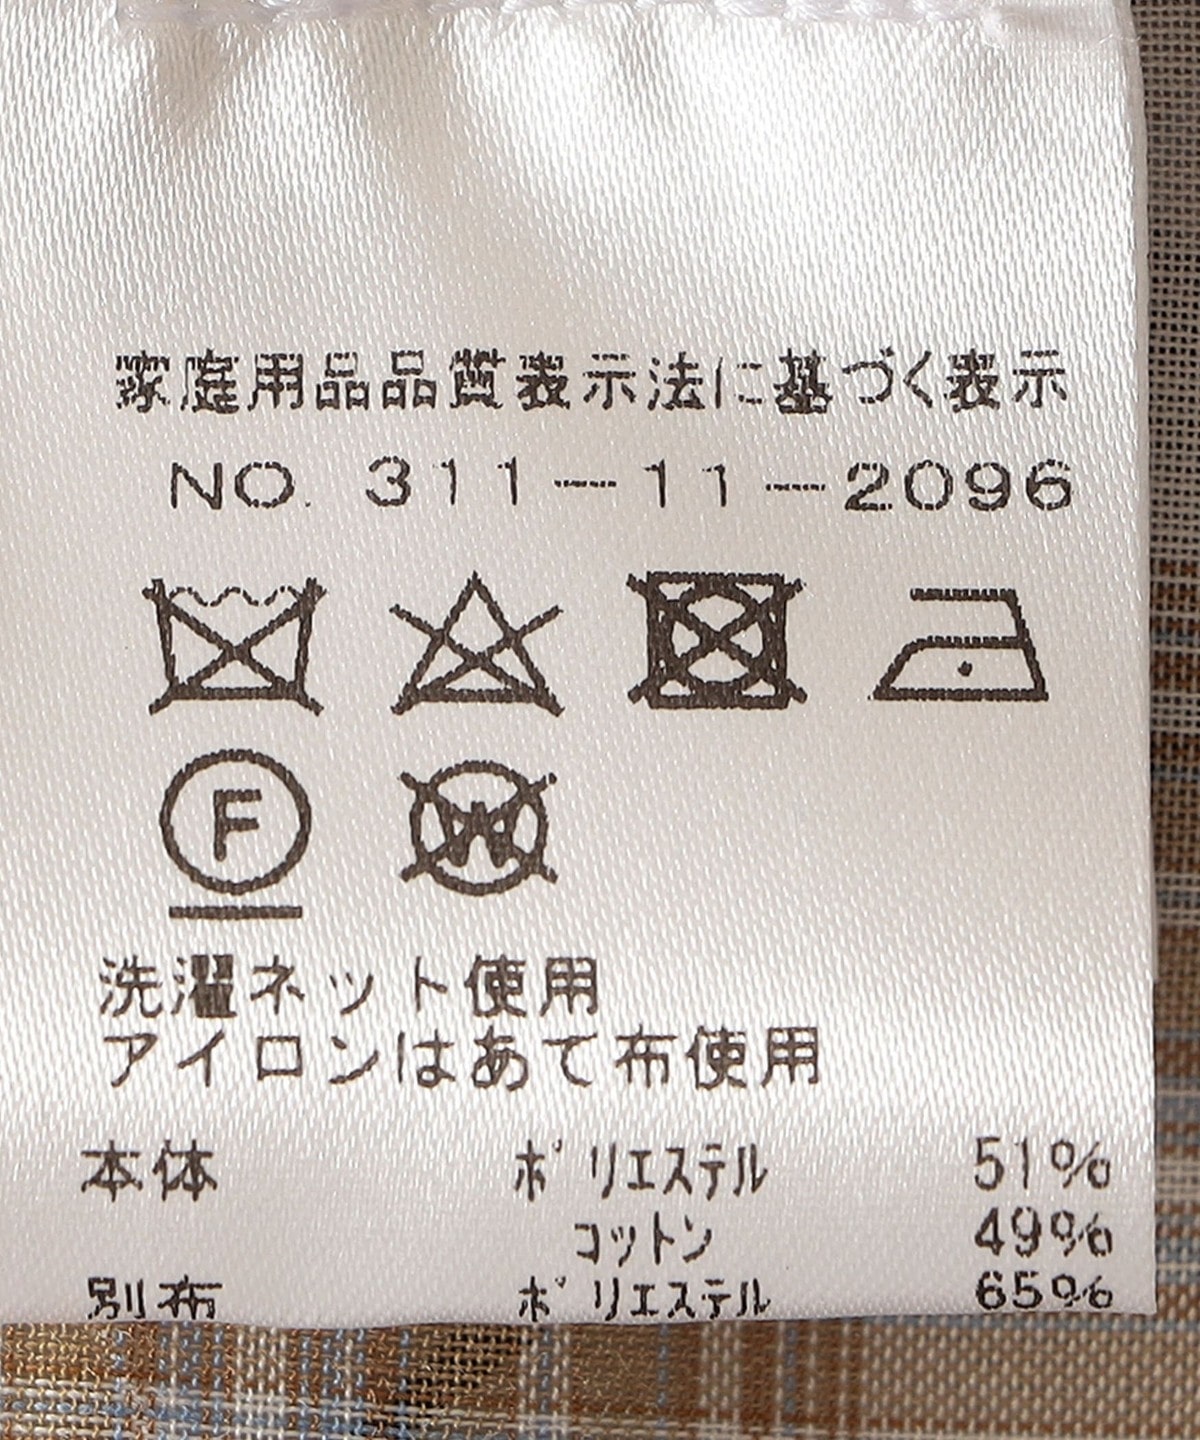 家庭用品品質表示法に基づく表示
NO. 311-11-2096
F
W
洗濯ネット使用
アイロンはあて布使用
本体 ポリエステル 51%
コットン 49%
別布 ポリエステル 65%